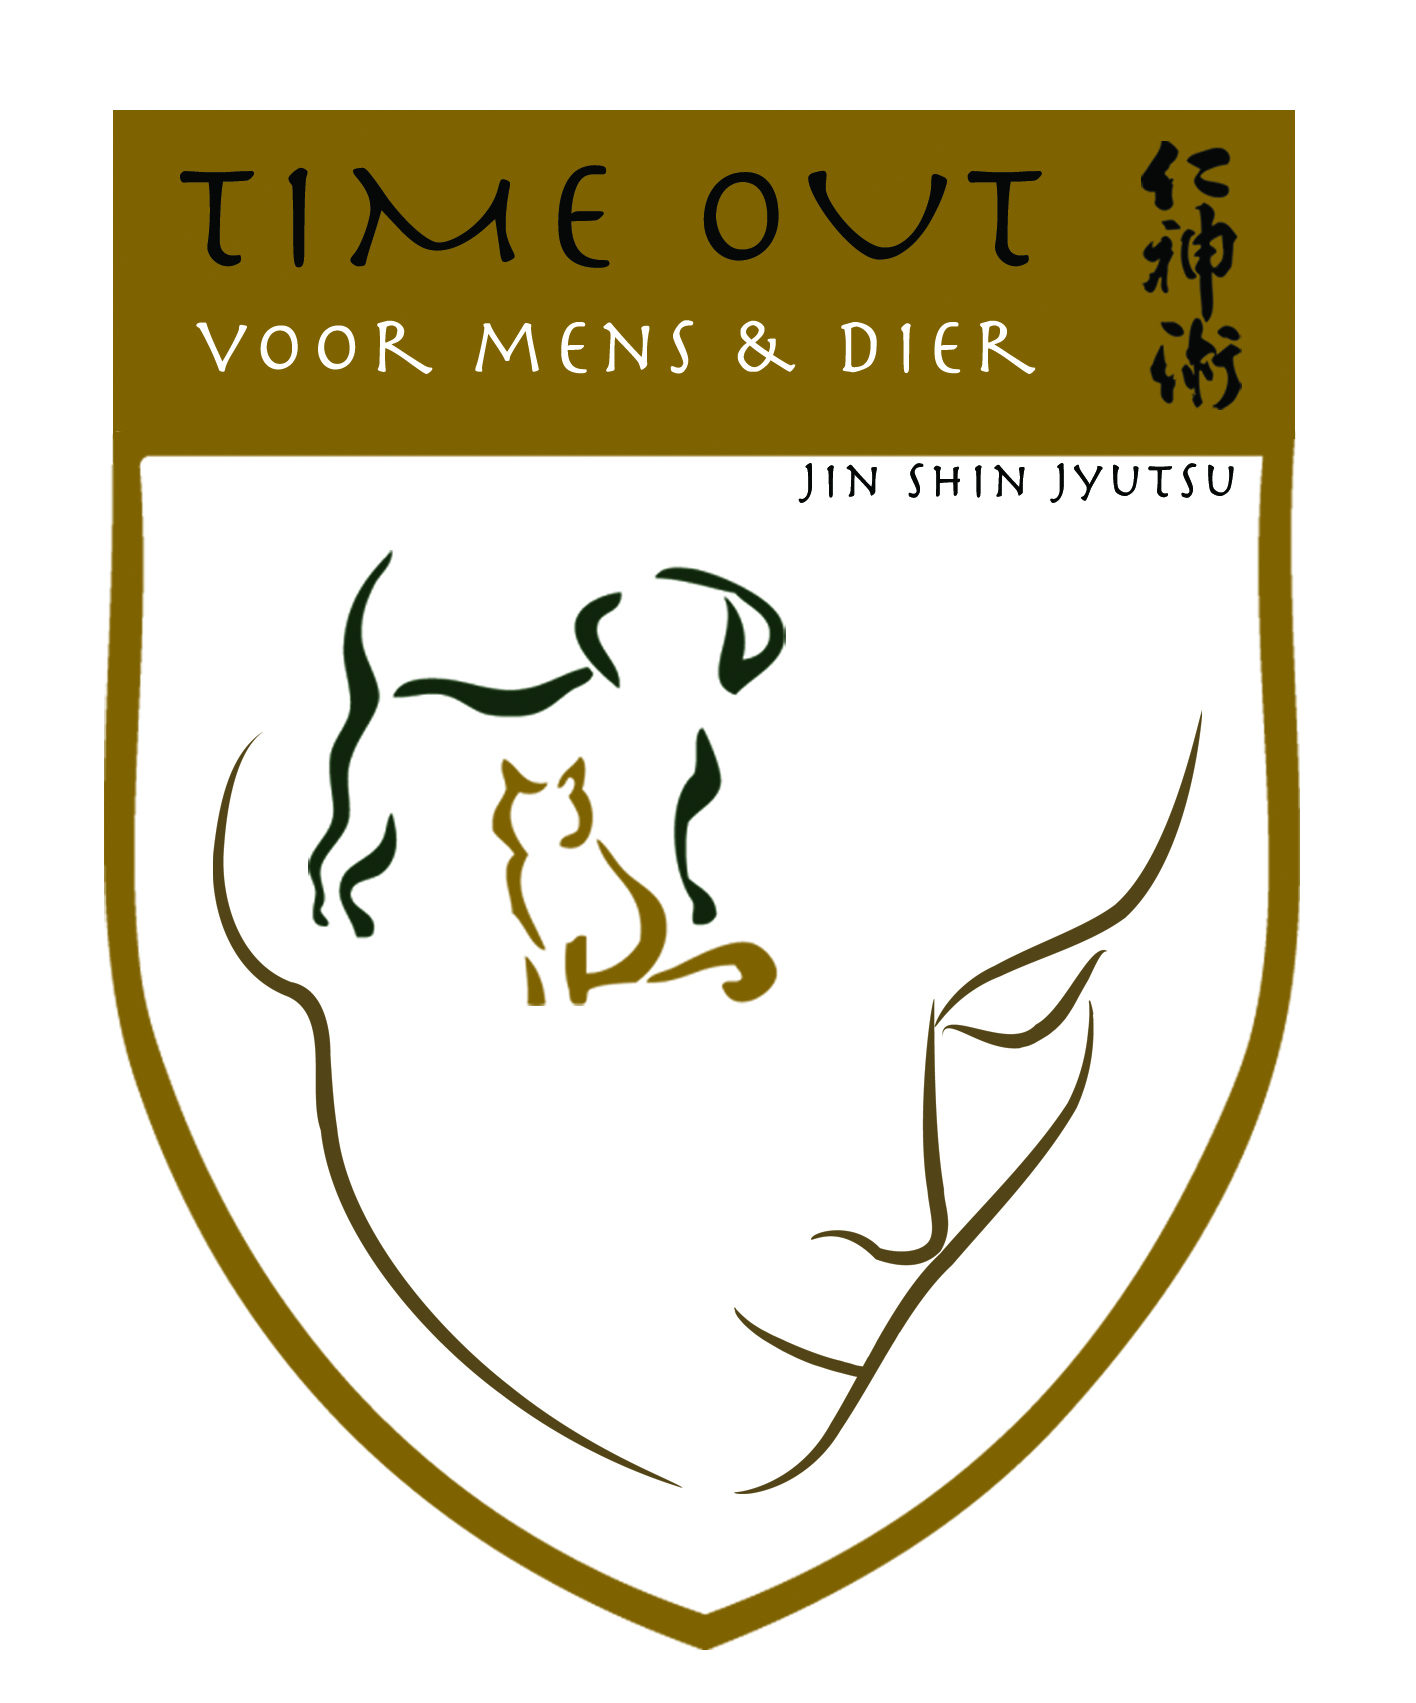 TIME OUT
VOOR MENS & DIER
仁神術
JIN SHIN JYUTSU